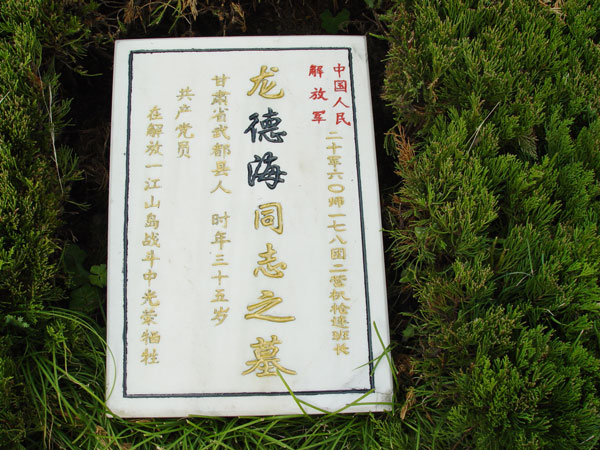 中国人民
解放军
二十军六〇师一七八团二营机枪连班长
龙德海同志之墓
甘肃省武都县人 时年三十五岁
共产党员
在解放一江山岛战斗中光荣牺牲